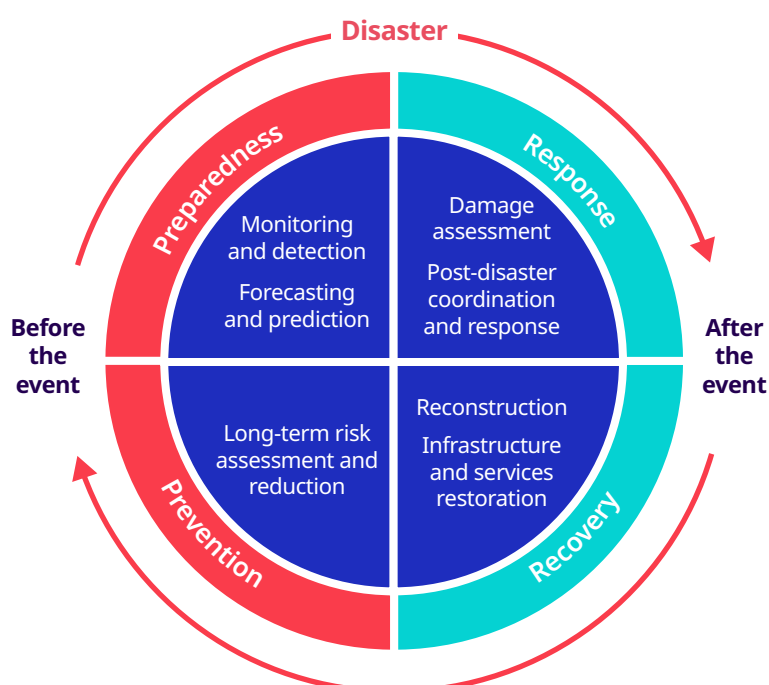 Disaster
Preparedness
Response
Monitoring
and detection
Forecasting
and prediction
Damage
assessment
Post-disaster
coordination
and response
Before
the
event
After
the
event
Long-term risk
assessment and
reduction
Reconstruction
Infrastructure
and services
restoration
Prevention
Recovery